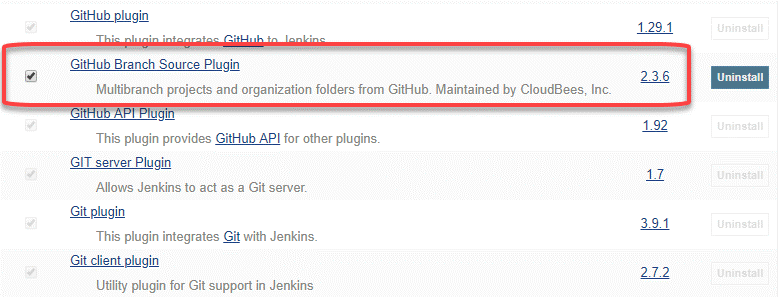 GitHub plugin
This plugin integrates GitHub to Jenkins. 1.29.1 Uninstall
GitHub Branch Source Plugin
Multibranch projects and organization folders from GitHub. Maintained by CloudBees, Inc. 2.3.6 Uninstall
GitHub API Plugin
This plugin provides GitHub API for other plugins. 1.92 Uninstall
GIT server Plugin
Allows Jenkins to act as a Git server. 1.7 Uninstall
Git plugin
This plugin integrates Git with Jenkins. 3.9.1 Uninstall
Git client plugin
Utility plugin for Git support in Jenkins 2.7.2 Uninstall